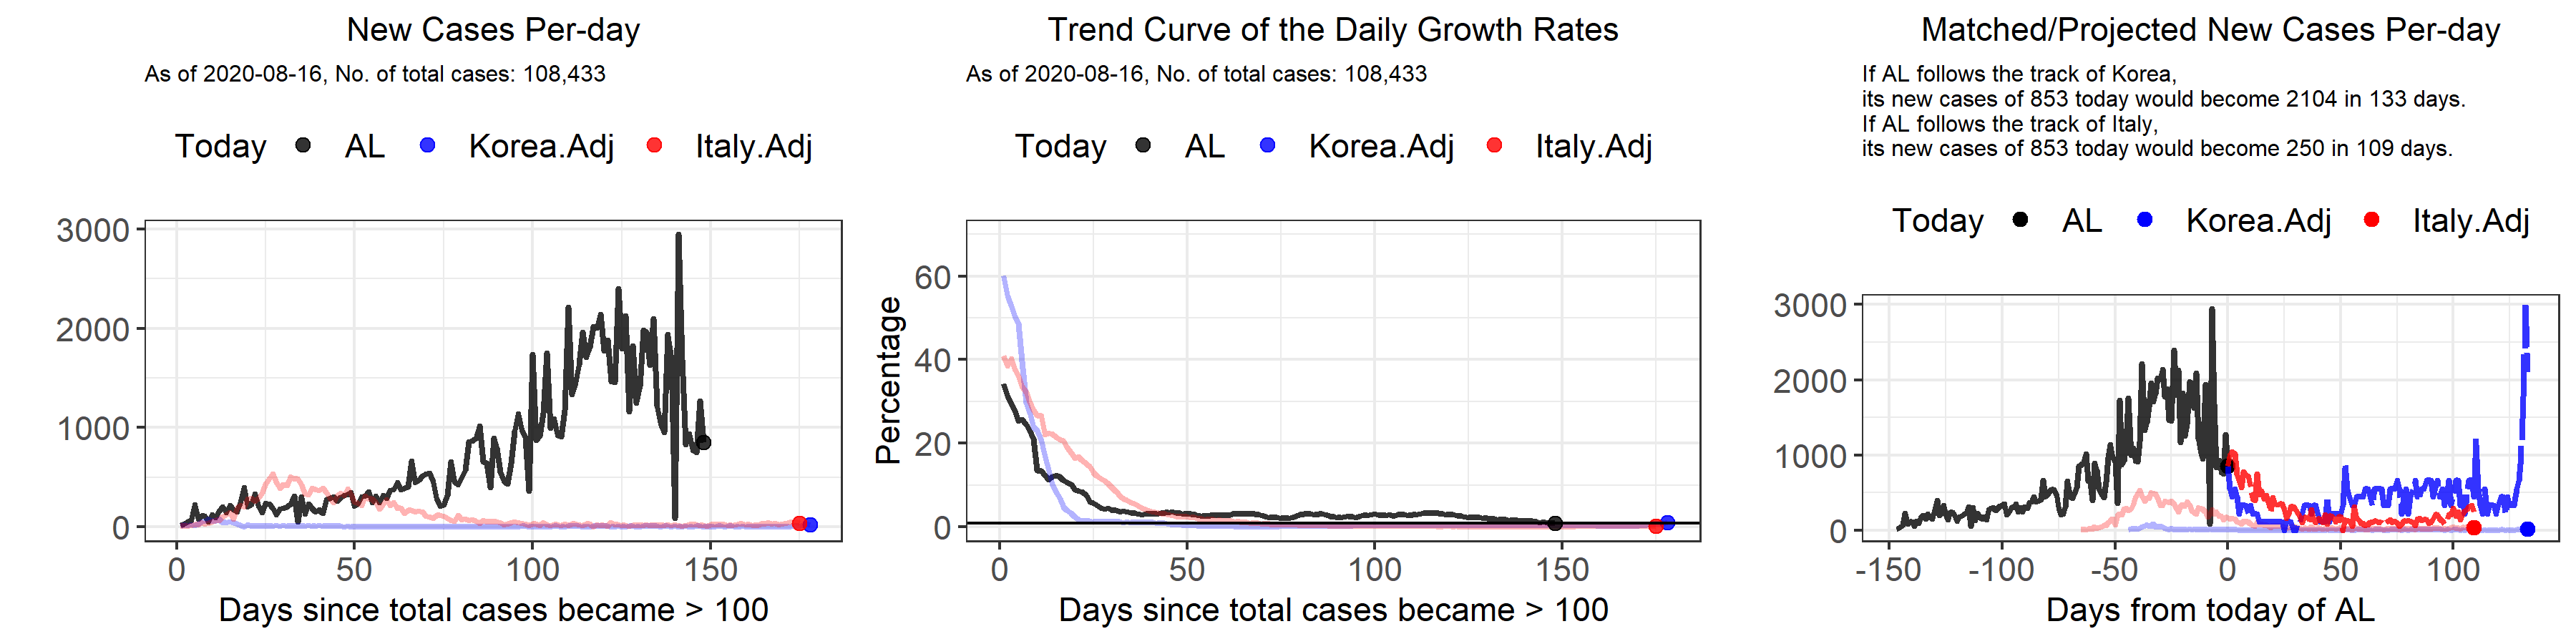 New Cases Per-day
As of 2020-08-16, No. of total cases: 108,433
Today AL Korea.Adj Italy.Adj
3000
2000
1000
0
0 50 100 150
Days since total cases became > 100
Trend Curve of the Daily Growth Rates
As of 2020-08-16, No. of total cases: 108,433
Today AL Korea.Adj Italy.Adj
Percentage
60
40
20
0
0 50 100 150
Days since total cases became > 100
Matched/Projected New Cases Per-day
If AL follows the track of Korea,
its new cases of 853 today would become 2104 in 133 days.
If AL follows the track of Italy,
its new cases of 853 today would become 250 in 109 days.
Today AL Korea.Adj Italy.Adj
3000
2000
1000
0
-150 -100 -50 0 50 100
Days from today of AL